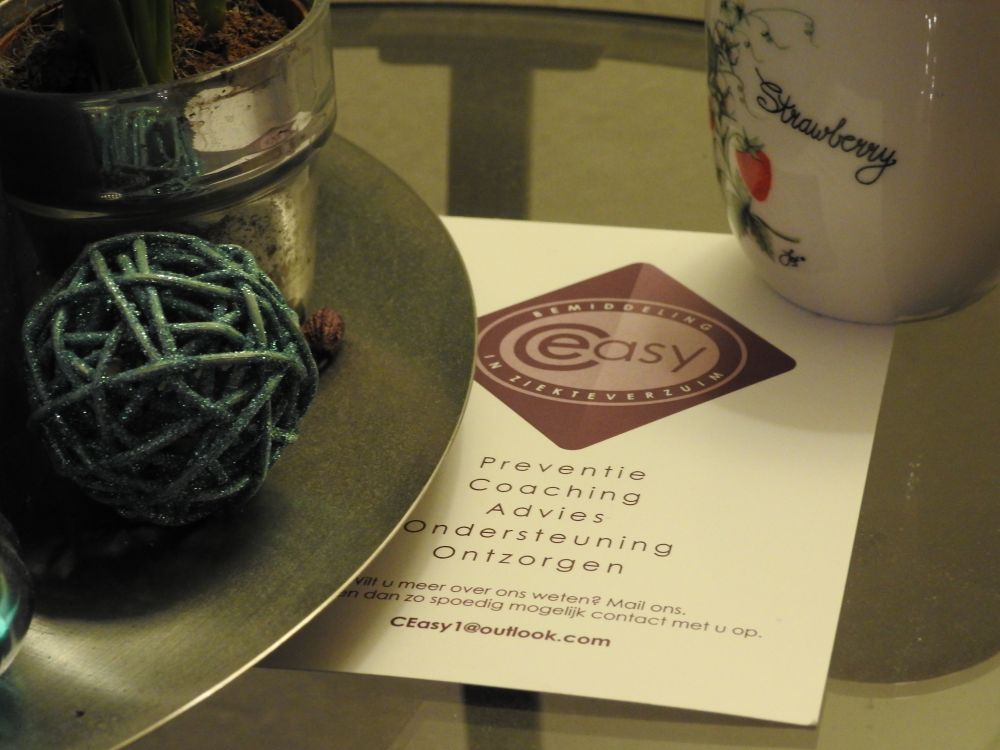 Strawberry
BEMIDDELING
Ceasy
IN ZIEKTEVERZUIM
Preventie
Coaching
Advies
Ondersteuning
Ontzorgen
Wilt u meer over ons weten? Mail ons.
dan zo spoedig mogelijk contact met u op.
CEasy1@outlook.com